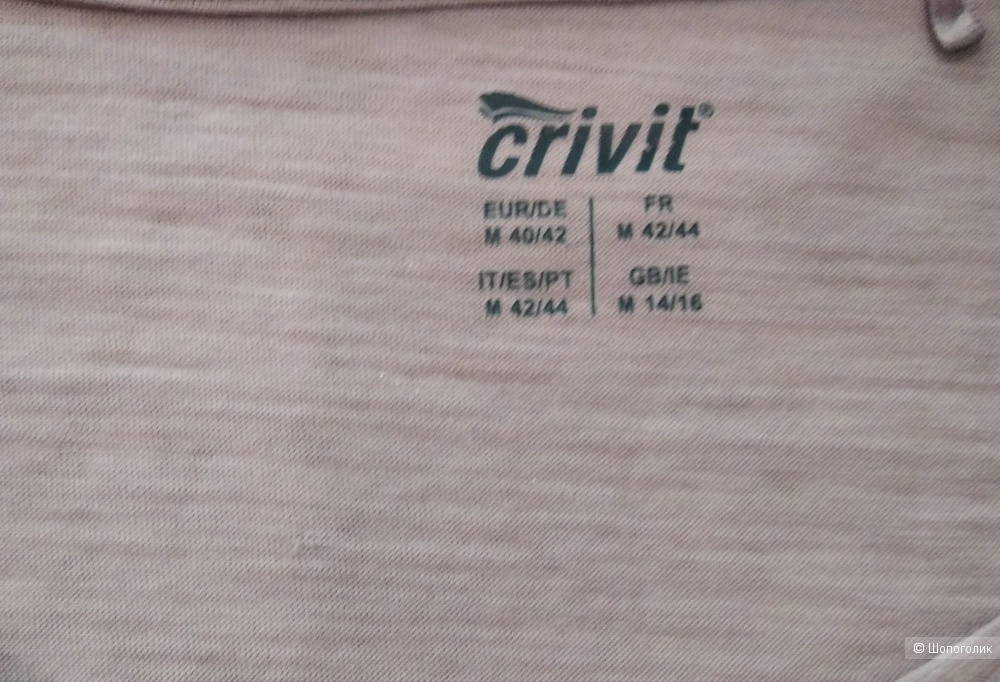 crivit®
EUR/DE
M 40/42
FR
M 42/44
IT/ES/PT
M 42/44
GB/IE
M 14/16
© Шопоголик